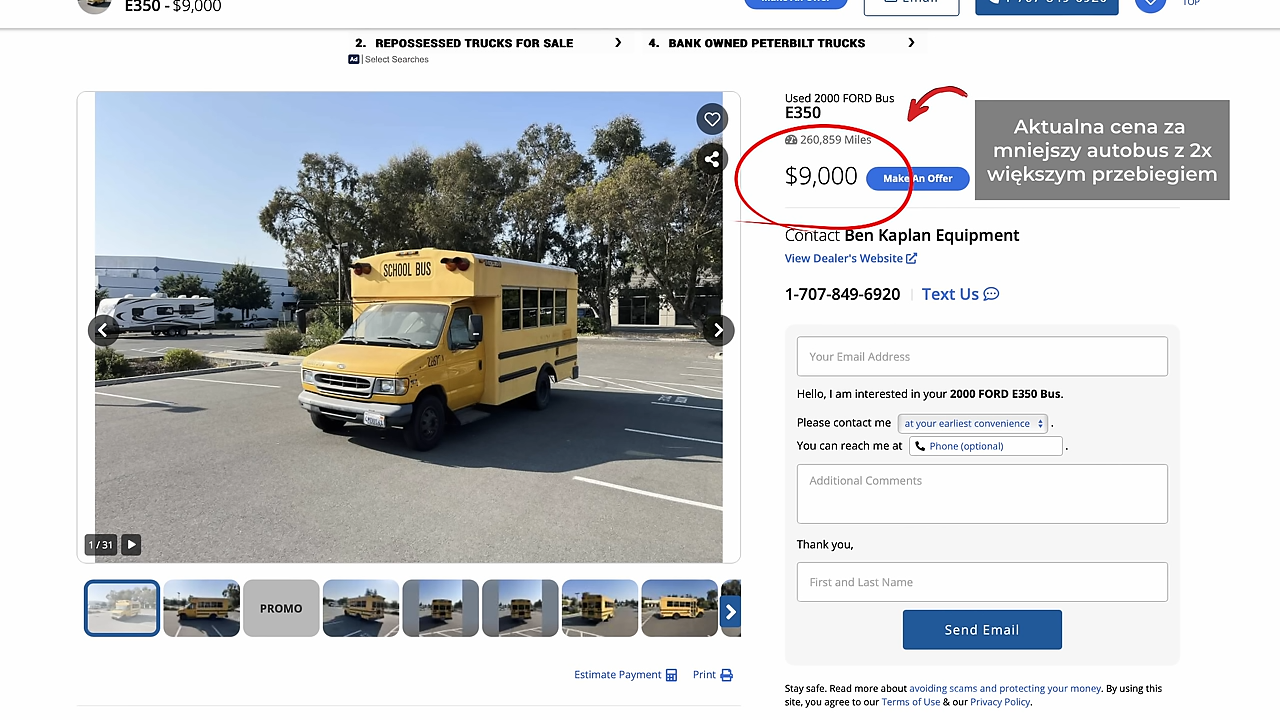 E350 - $9,000
TOP
2. REPOSSESSED TRUCKS FOR SALE
4. BANK OWNED PETERBILT TRUCKS
Ad | Select Searches
Used 2000 FORD Bus
E350
260,859 Miles
$9,000
Make An Offer
Aktualna cena za
mniejszy autobus z 2x
większym przebiegiem
SCHOOL BUS
Contact Ben Kaplan Equipment
View Dealer's Website
1-707-849-6920 | Text Us
Your Email Address
Hello, I am interested in your 2000 FORD E350 Bus.
Please contact me at your earliest convenience .
You can reach me at Phone (optional) .
Additional Comments
Thank you,
First and Last Name
Send Email
1 / 31
PROMO
Estimate Payment
Print
Stay safe. Read more about avoiding scams and protecting your money. By using this
site, you agree to our Terms of Use & our Privacy Policy.